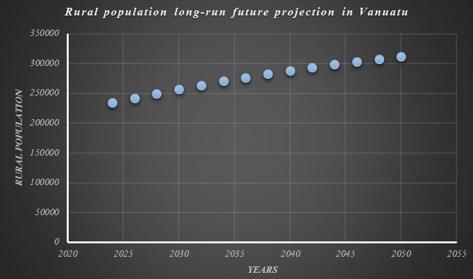 Rural population long-run future projection in Vanuatu
350000
300000
250000
200000
150000
100000
50000
0
RURAL POPULATION
2020 2025 2030 2035 2040 2045 2050 2055
YEARS